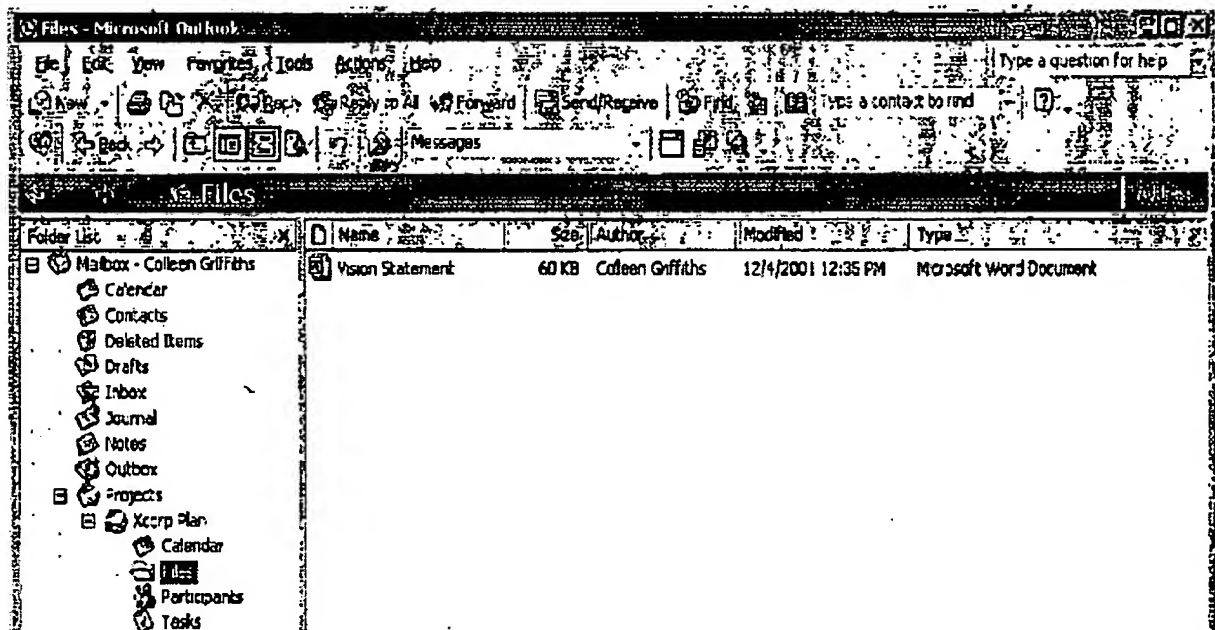 Files - Microsoft Outlook
File Edit View Favorites Tools Actions Help
Type a question for help
New Reply Reply to All Forward Send/Receive Find Type a contact to find
Back Messages
Files
Folder List
Name Size Author Modified Type
Mailbox - Colleen Griffiths
Vision Statement 60 KB Colleen Griffiths 12/4/2001 12:35 PM Microsoft Word Document
Calendar
Contacts
Deleted Items
Drafts
Inbox
Journal
Notes
Outbox
Projects
Xcorp Plan
Calendar
Files
Participants
Tasks